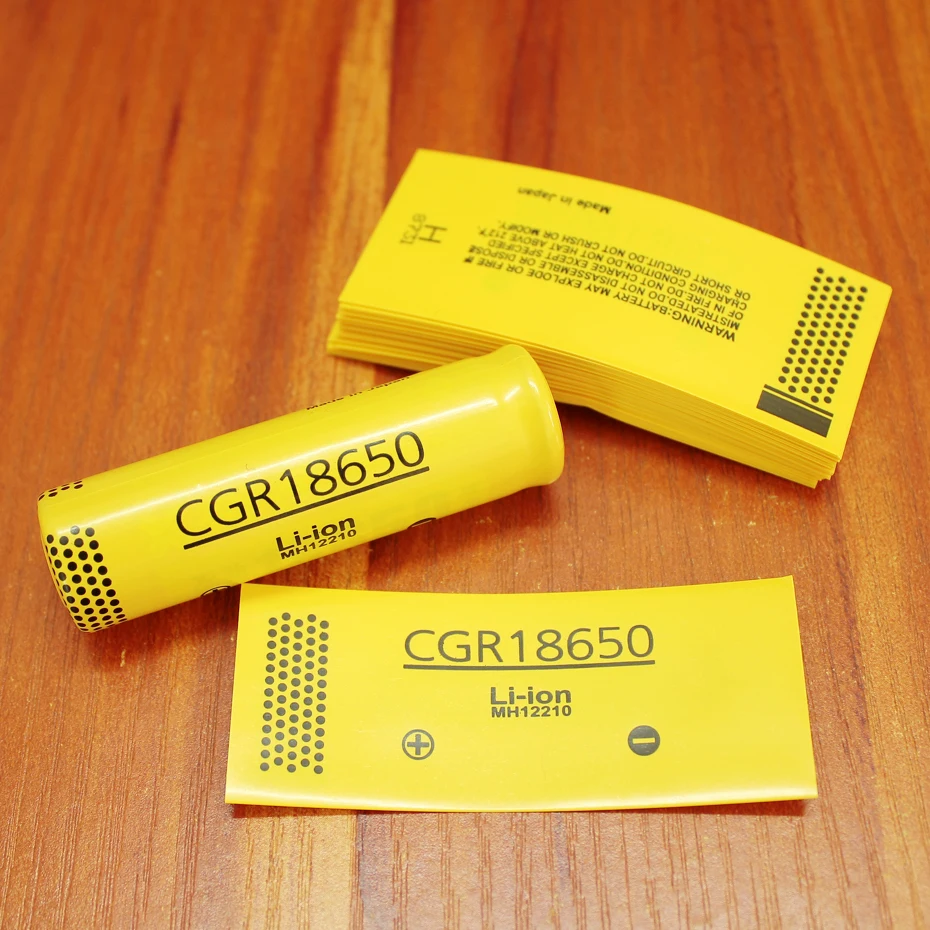 Made in Japan
H
8731
WARNING:BATTERY MAY EXPLODE OR FIRE IF
MISTREATED.DO NOT DISASSEMBLE OR DISPOSE
OF IN FIRE.DO NOT CHARGE EXCEPT SPECIFIED
CHARGING CONDITION.DO NOT HEAT ABOVE 212°F.
OR SHORT CIRCUIT.DO NOT CRUSH OR MODIFY.
CGR18650
Li-ion
MH12210
CGR18650
Li-ion
MH12210